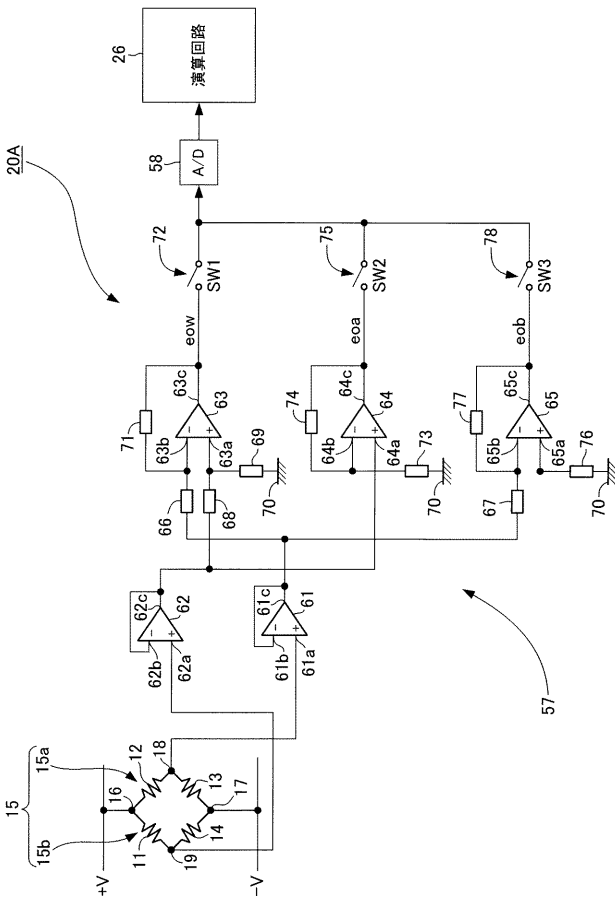 20A
26
演算回路
58
A/D
72
SW1
75
SW2
78
SW3
eow
eoa
eob
71
63b
63c
63
63a
66
68
69
70
74
64b
64c
64
64a
73
70
77
65b
65c
65
65a
67
76
70
62c
62
62b
62a
61c
61
61b
61a
57
15
15a
15b
+V
-V
16
12
18
13
17
11
14
19
-
+
-
+
-
+
-
+
-
+